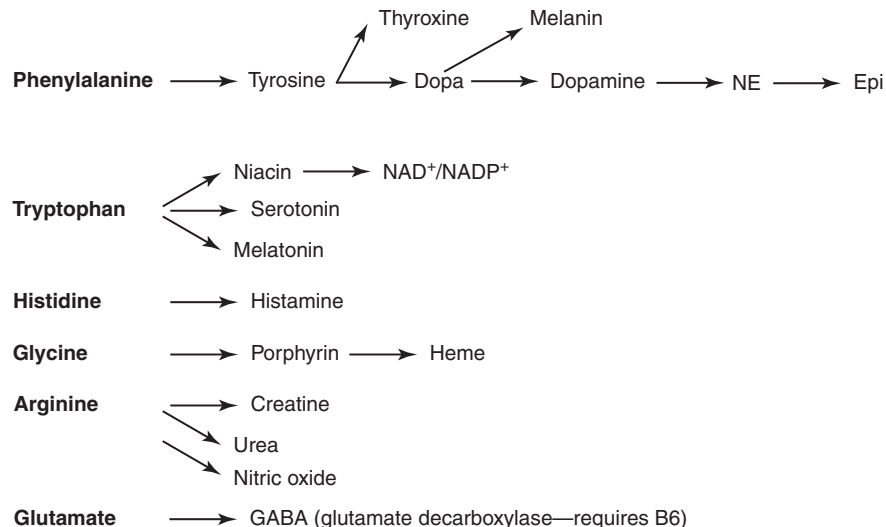 Thyroxine Melanin
Phenylalanine Tyrosine Dopa Dopamine NE Epi
Niacin NAD⁺/NADP⁺
Tryptophan Serotonin
Melatonin
Histidine Histamine
Glycine Porphyrin Heme
Arginine Creatine
Urea
Nitric oxide
Glutamate GABA (glutamate decarboxylase—requires B6)